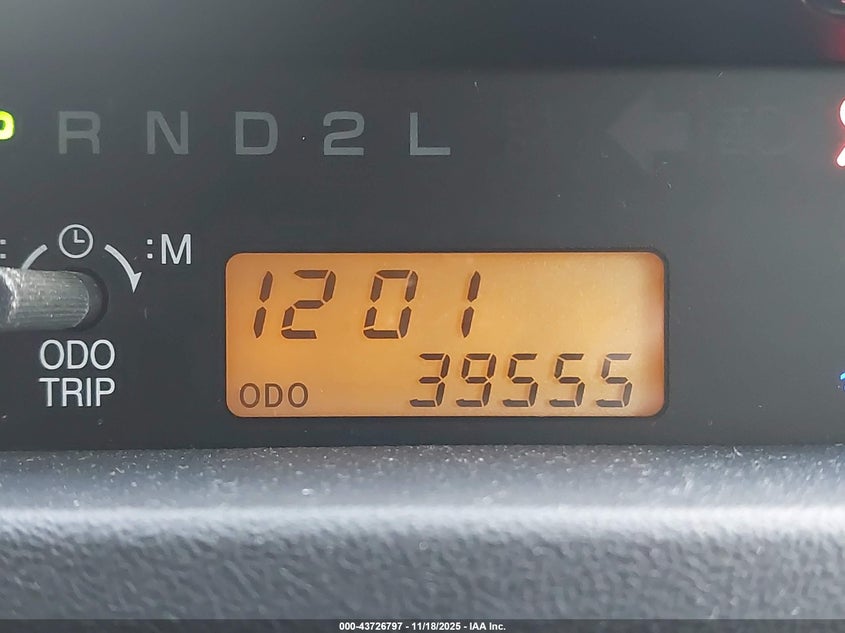 P R N D 2 L
:M
1201
ODO
TRIP
ODO 39555
000-43726797 - 11/18/2025 - IAA Inc.